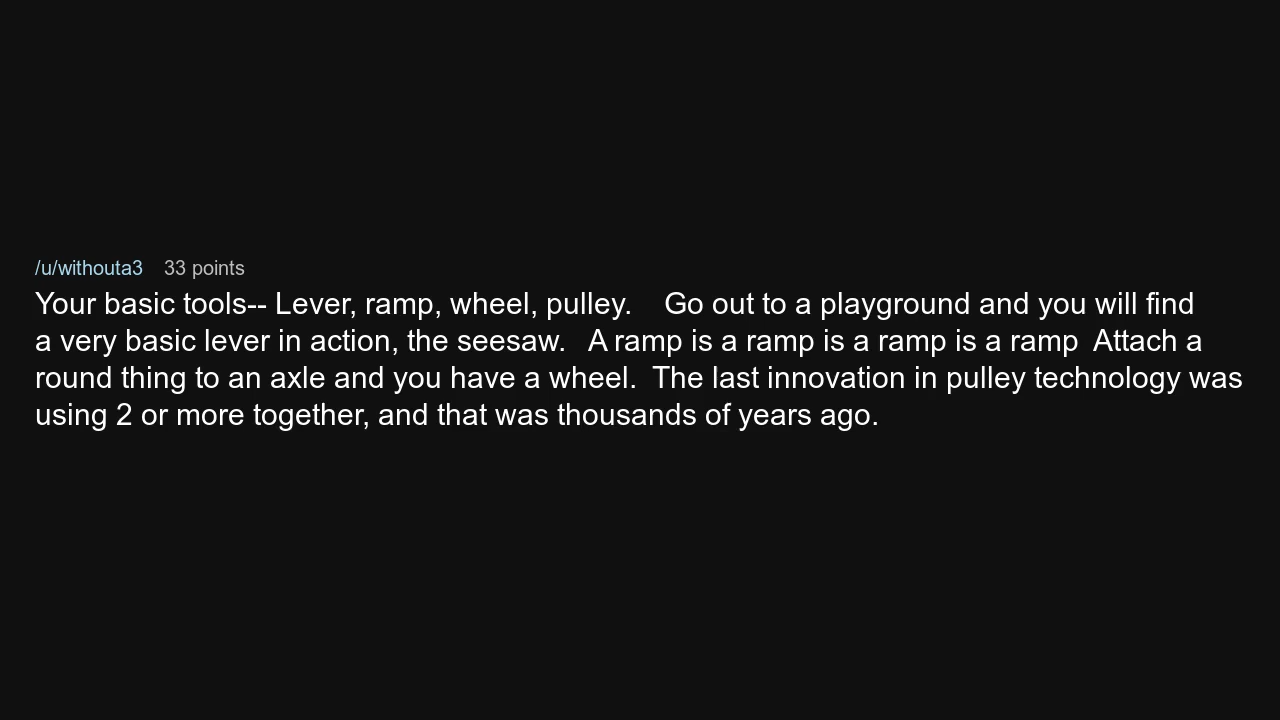 /u/withouta3 33 points
Your basic tools-- Lever, ramp, wheel, pulley.    Go out to a playground and you will find
a very basic lever in action, the seesaw.   A ramp is a ramp is a ramp is a ramp  Attach a
round thing to an axle and you have a wheel.  The last innovation in pulley technology was
using 2 or more together, and that was thousands of years ago.